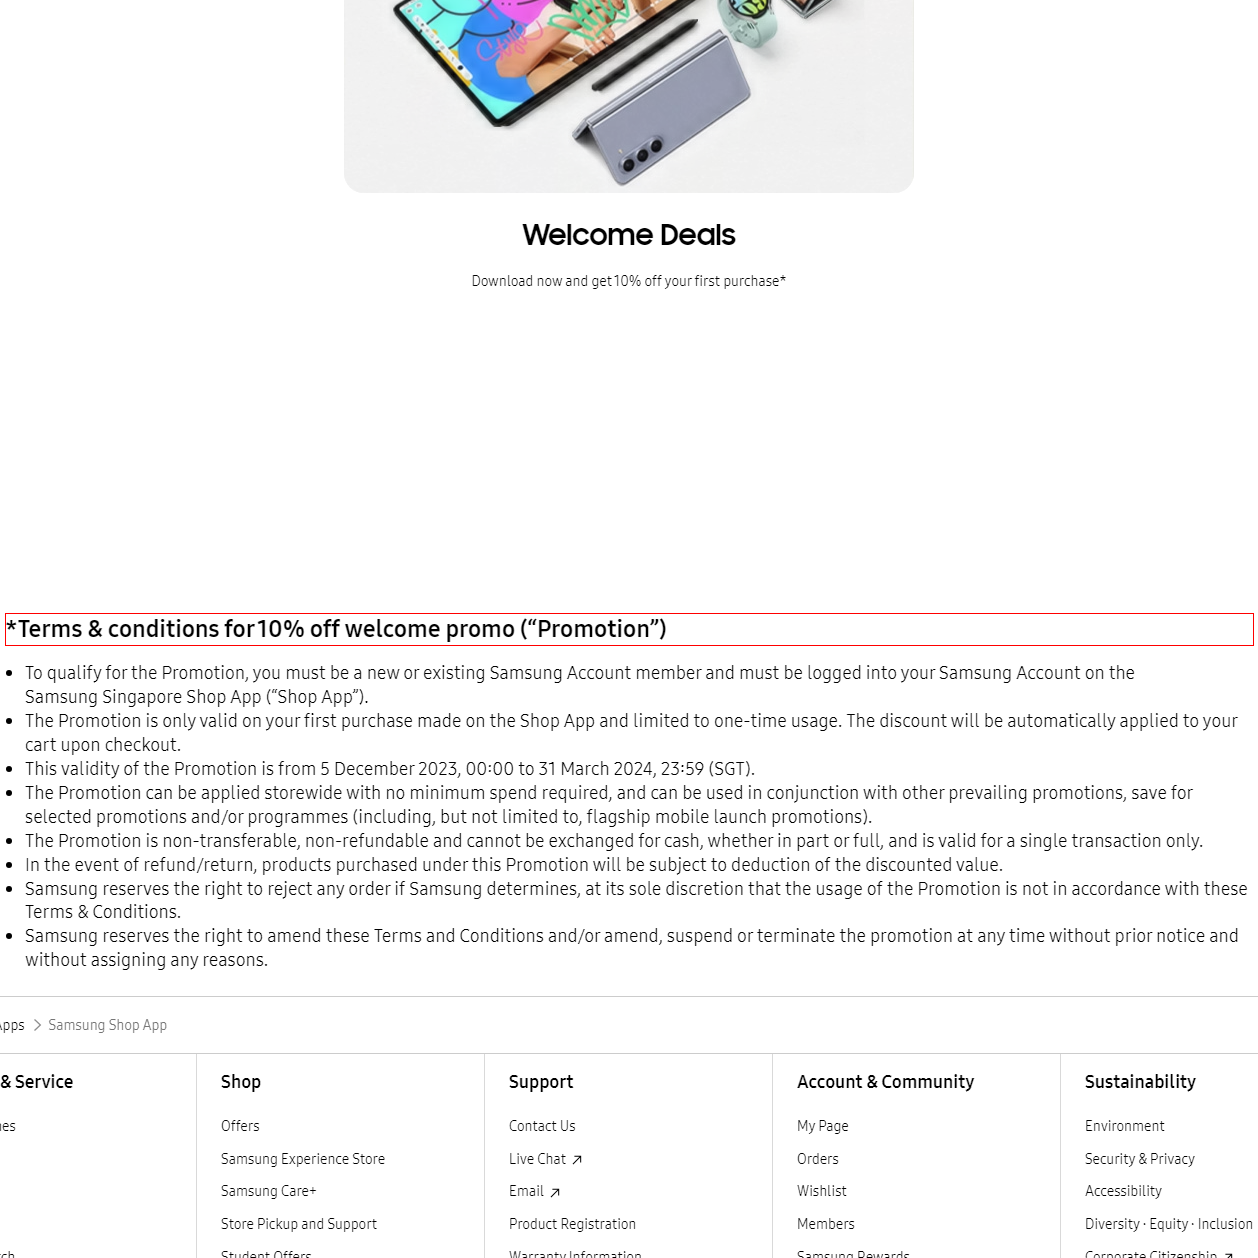 Style
Welcome Deals
Download now and get 10% off your first purchase*
*Terms & conditions for 10% off welcome promo (“Promotion”)
To qualify for the Promotion, you must be a new or existing Samsung Account member and must be logged into your Samsung Account on the
Samsung Singapore Shop App (“Shop App”).
The Promotion is only valid on your first purchase made on the Shop App and limited to one-time usage. The discount will be automatically applied to your
cart upon checkout.
This validity of the Promotion is from 5 December 2023, 00:00 to 31 March 2024, 23:59 (SGT).
The Promotion can be applied storewide with no minimum spend required, and can be used in conjunction with other prevailing promotions, save for
selected promotions and/or programmes (including, but not limited to, flagship mobile launch promotions).
The Promotion is non-transferable, non-refundable and cannot be exchanged for cash, whether in part or full, and is valid for a single transaction only.
In the event of refund/return, products purchased under this Promotion will be subject to deduction of the discounted value.
Samsung reserves the right to reject any order if Samsung determines, at its sole discretion that the usage of the Promotion is not in accordance with these
Terms & Conditions.
Samsung reserves the right to amend these Terms and Conditions and/or amend, suspend or terminate the promotion at any time without prior notice and
without assigning any reasons.
Apps > Samsung Shop App
& Service
Shop
Offers
Samsung Experience Store
Samsung Care+
Store Pickup and Support
Student Offers
Support
Contact Us
Live Chat
Email
Product Registration
Warranty Information
Account & Community
My Page
Orders
Wishlist
Members
Samsung Rewards
Sustainability
Environment
Security & Privacy
Accessibility
Diversity · Equity · Inclusion
Corporate Citizenship